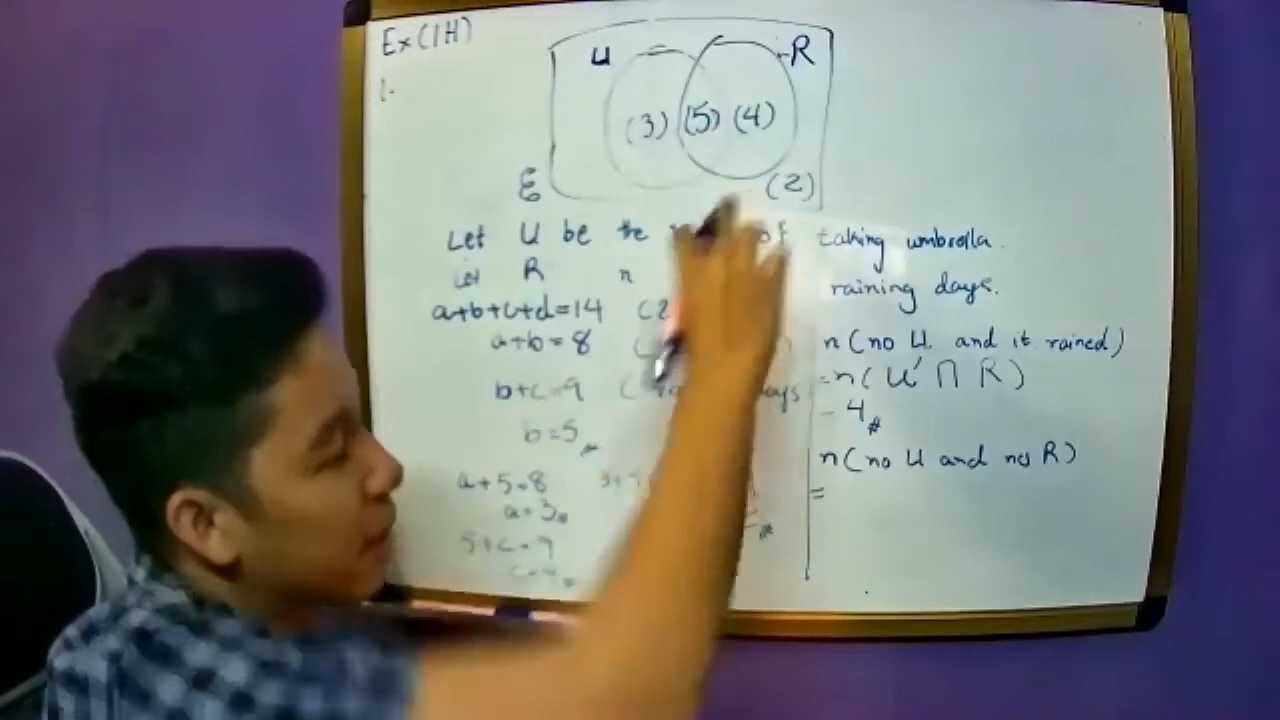 Ex(1H)
1.
U R
(3) (5) (4)
(2)
ℰ
Let U be the of taking umbrella.
Let R raining days.
a+b+c+d=14 (2
a+b=8
b+c=9 ( ays
b=5
a+5=8
a=3
5+c=9
c=4
n(no U and it rained)
=n(U' ∩ R)
= 4
n(no U and no R)
=